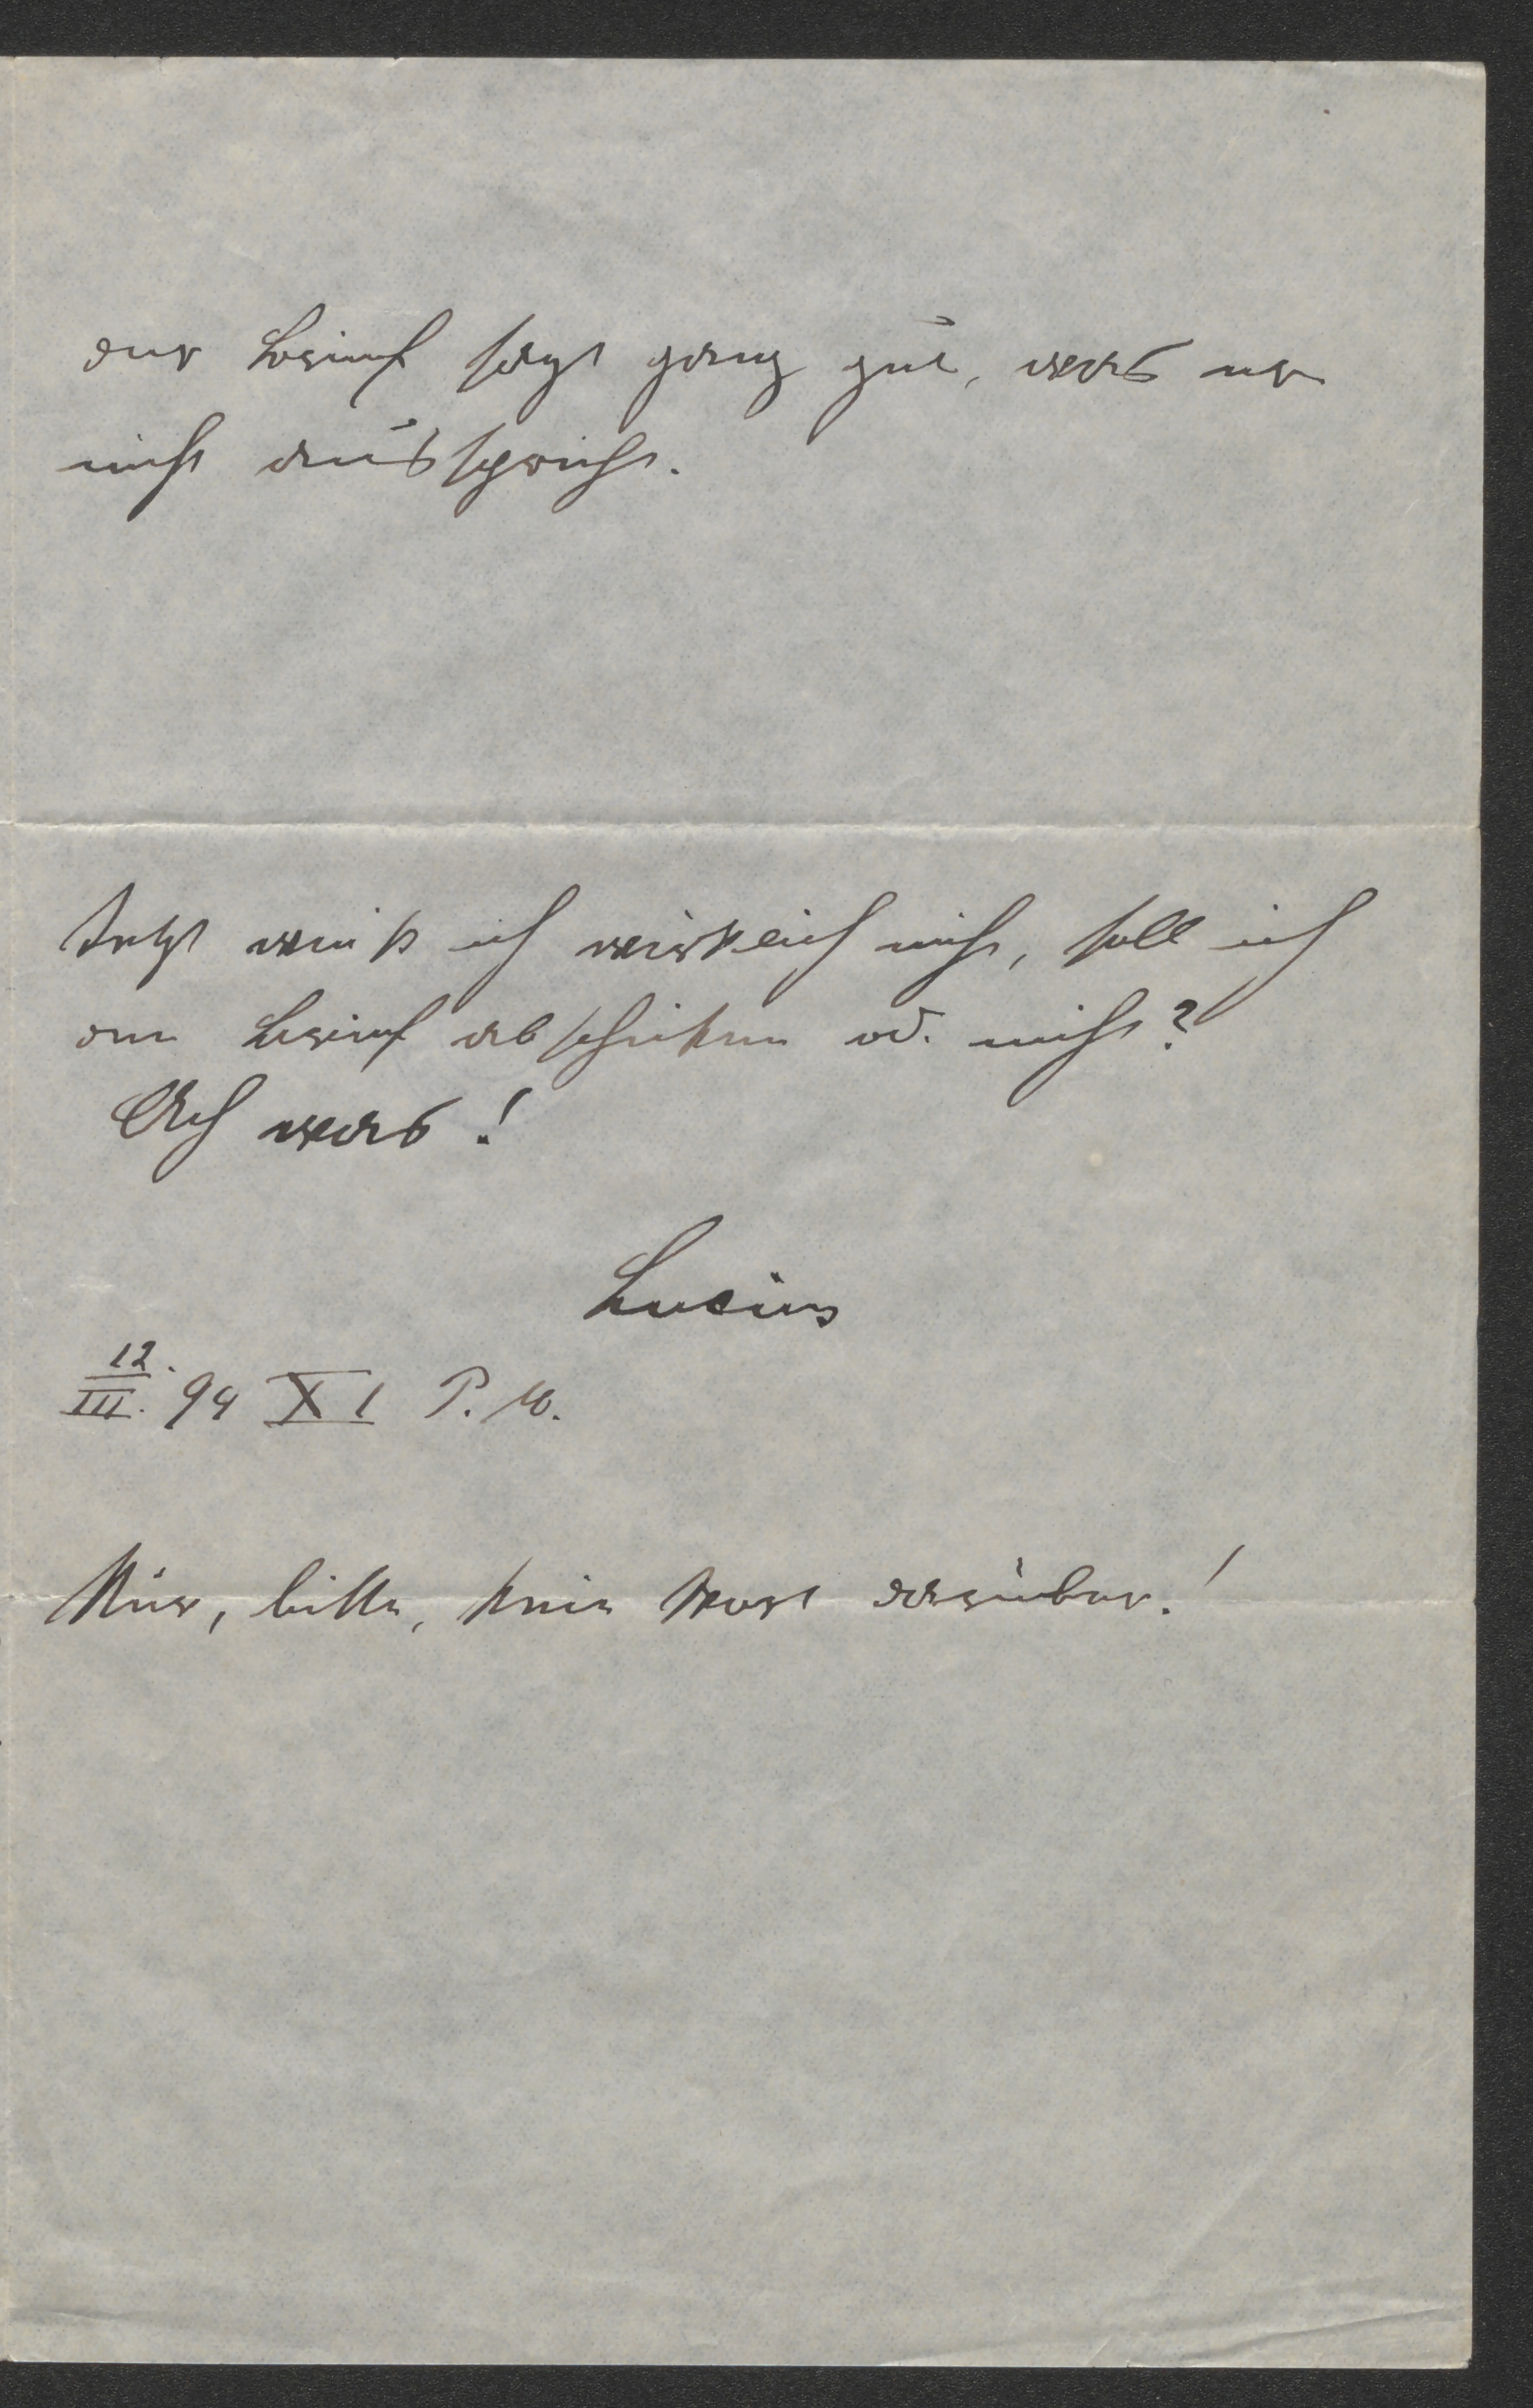 der Brief sagt ganz gut, was er
nicht ausspricht.
Jetzt weiß ich wirklich nicht, soll ich
den Brief abschicken od. nicht?
Ach was!
Lucius
12./III. 94 XI P. M.
Nur, bitte, kein Wort darüber!